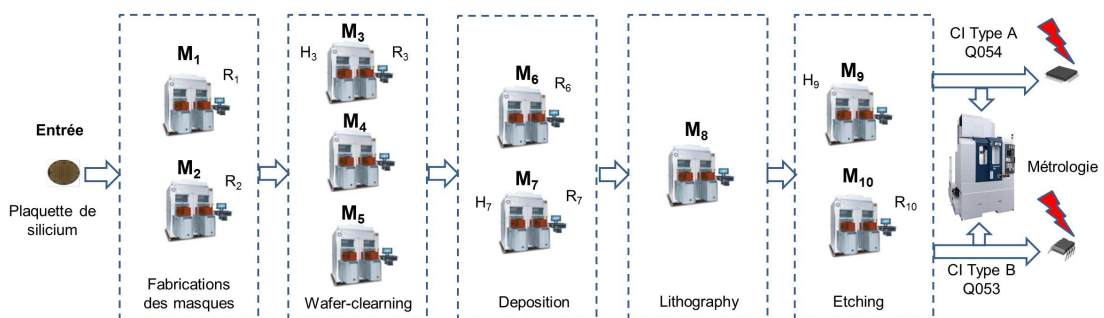 Entrée
Plaquette de
silicium
M1
R1
M2
R2
Fabrications
des masques
M3
H3
R3
M4
M5
Wafer-clearning
M6
R6
M7
H7
R7
Deposition
M8
Lithography
M9
H9
M10
R10
Etching
CI Type A
Q054
Métrologie
CI Type B
Q053